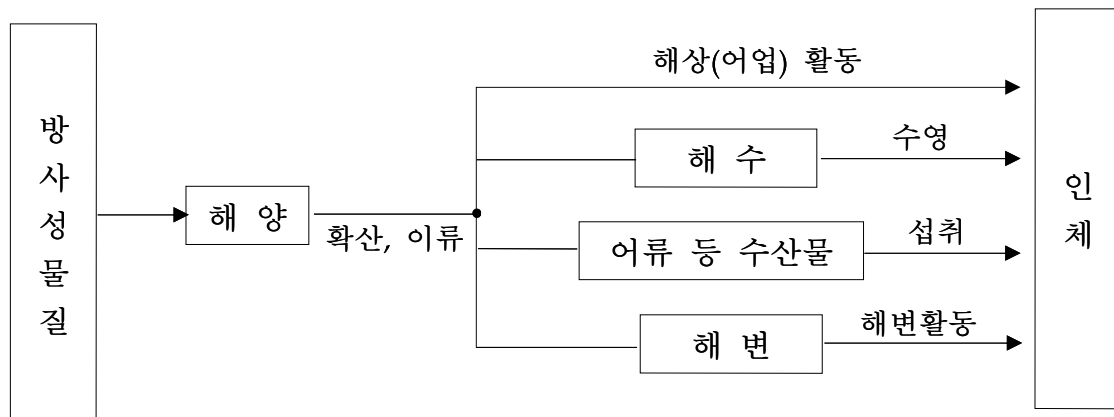 방사성물질
해 양
확산, 이류
해상(어업) 활동
해 수
수영
어류 등 수산물
섭취
해 변
해변활동
인체